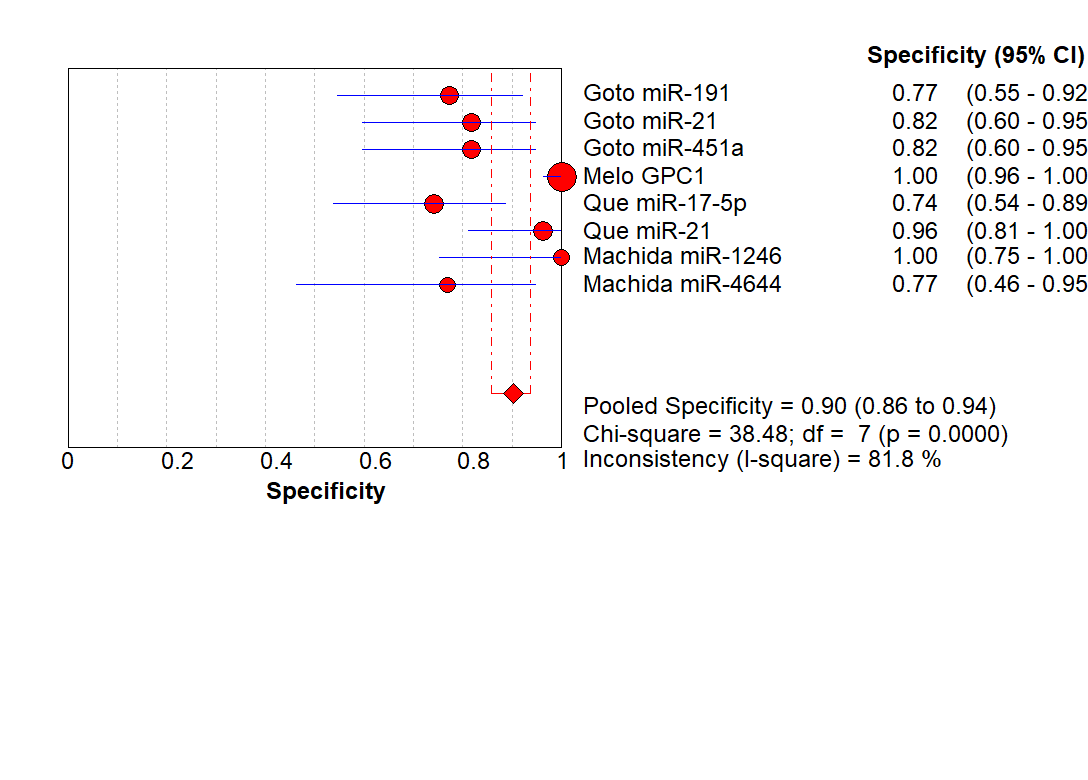 Specificity (95% CI)
Goto miR-191 0.77 (0.55 - 0.92
Goto miR-21 0.82 (0.60 - 0.95
Goto miR-451a 0.82 (0.60 - 0.95
Melo GPC1 1.00 (0.96 - 1.00
Que miR-17-5p 0.74 (0.54 - 0.89
Que miR-21 0.96 (0.81 - 1.00
Machida miR-1246 1.00 (0.75 - 1.00
Machida miR-4644 0.77 (0.46 - 0.95
Pooled Specificity = 0.90 (0.86 to 0.94)
Chi-square = 38.48; df =  7 (p = 0.0000)
Inconsistency (I-square) = 81.8 %
0 0.2 0.4 0.6 0.8 1
Specificity